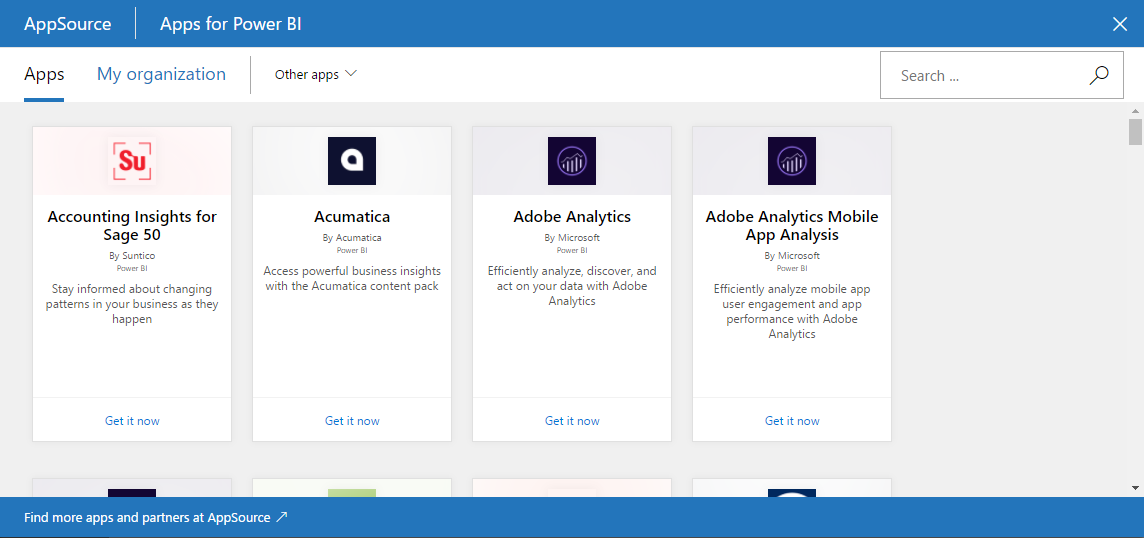 AppSource
Apps for Power BI
Apps
My organization
Other apps
Search ...
Su
Accounting Insights for
Sage 50
By Suntico
Power BI
Stay informed about changing
patterns in your business as they
happen
Get it now
a
Acumatica
By Acumatica
Power BI
Access powerful business insights
with the Acumatica content pack
Get it now
Adobe Analytics
By Microsoft
Power BI
Efficiently analyze, discover, and
act on your data with Adobe
Analytics
Get it now
Adobe Analytics Mobile
App Analysis
By Microsoft
Power BI
Efficiently analyze mobile app
user engagement and app
performance with Adobe
Analytics
Get it now
Find more apps and partners at AppSource